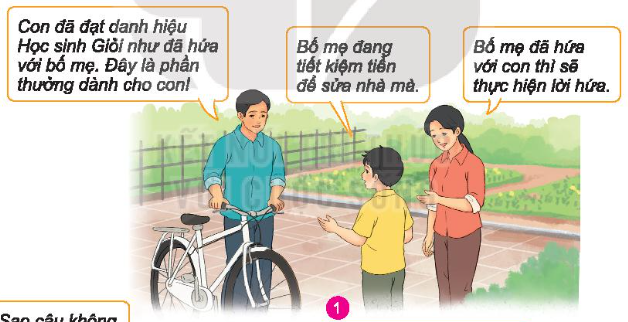 Con đã đạt danh hiệu
Học sinh Giỏi như đã hứa
với bố mẹ. Đây là phần
thưởng dành cho con!
Bố mẹ đang
tiết kiệm tiền
để sửa nhà mà.
Bố mẹ đã hứa
với con thì sẽ
thực hiện lời hứa.
1
Sao cậu không